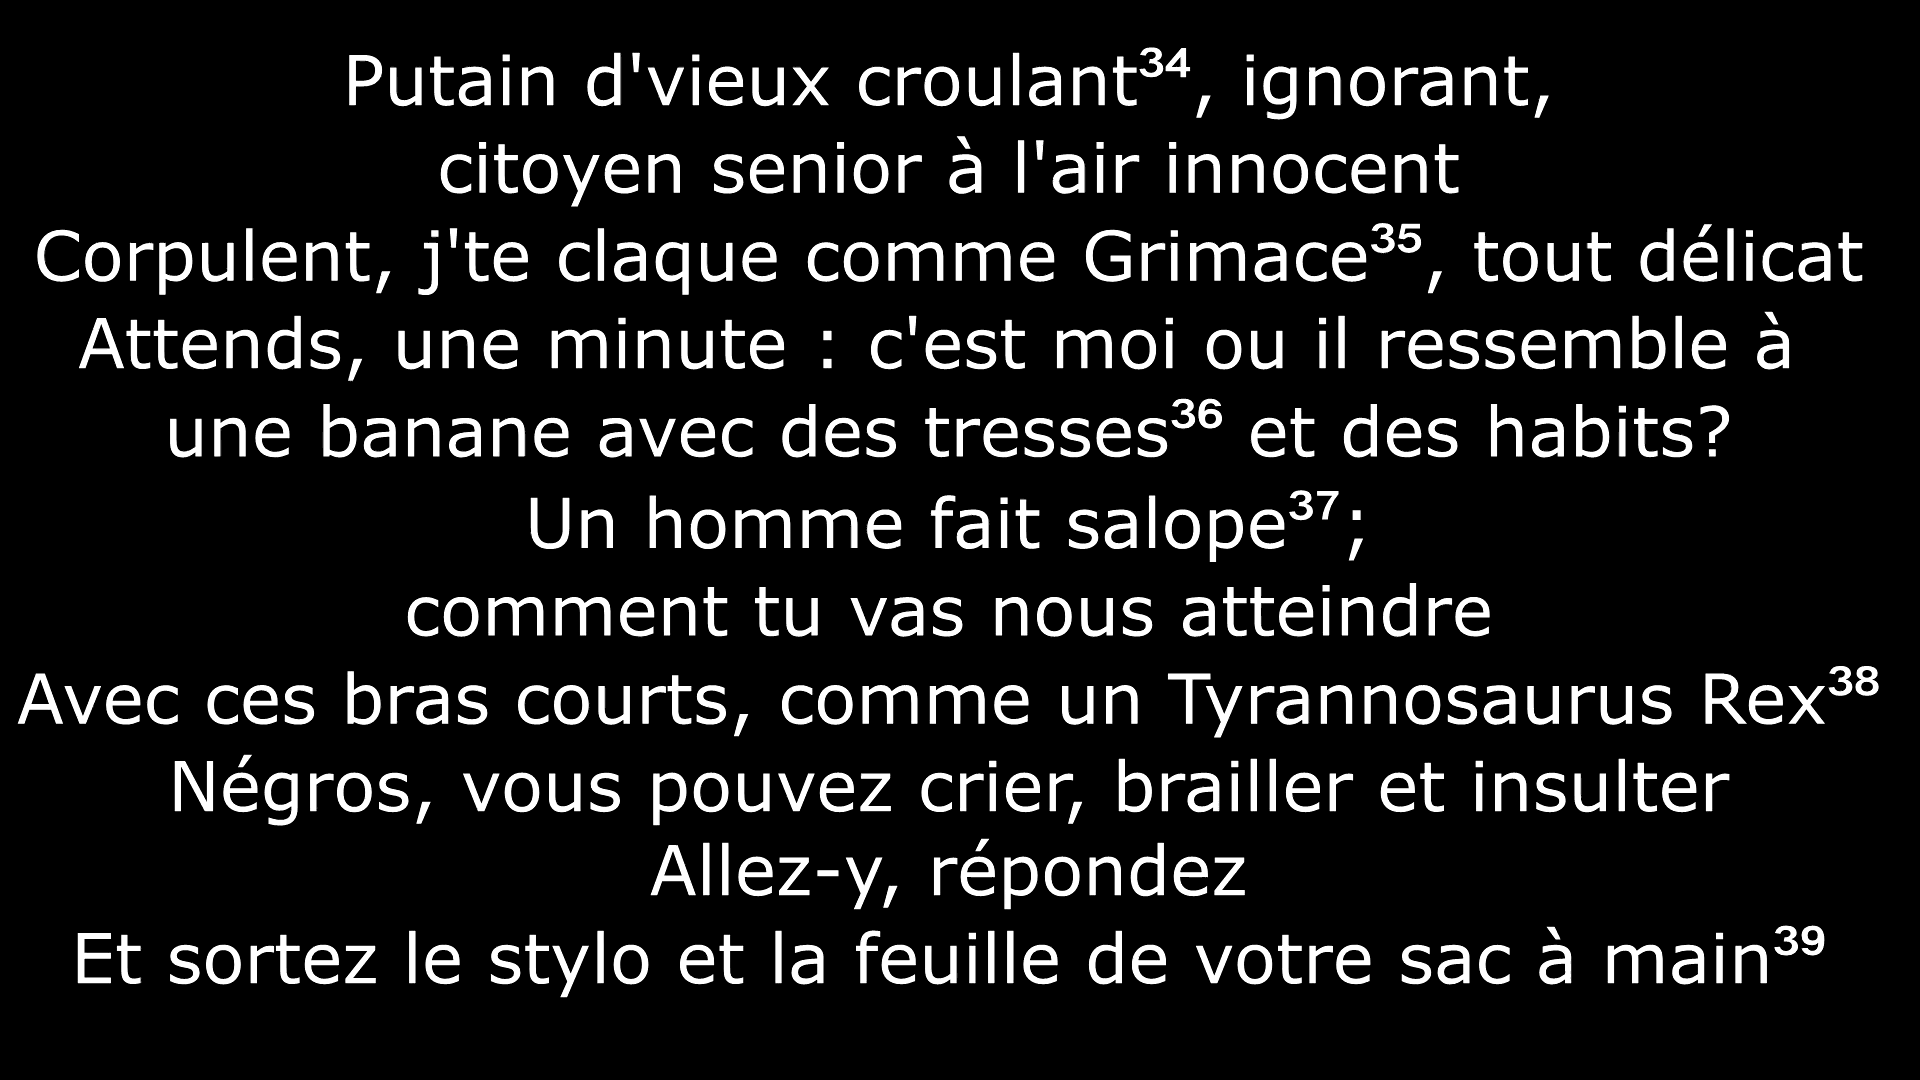 Putain d'vieux croulant³⁴, ignorant,
citoyen senior à l'air innocent
Corpulent, j'te claque comme Grimace³⁵, tout délicat
Attends, une minute : c'est moi ou il ressemble à
une banane avec des tresses³⁶ et des habits?
Un homme fait salope³⁷;
comment tu vas nous atteindre
Avec ces bras courts, comme un Tyrannosaurus Rex³⁸
Négros, vous pouvez crier, brailler et insulter
Allez-y, répondez
Et sortez le stylo et la feuille de votre sac à main³⁹